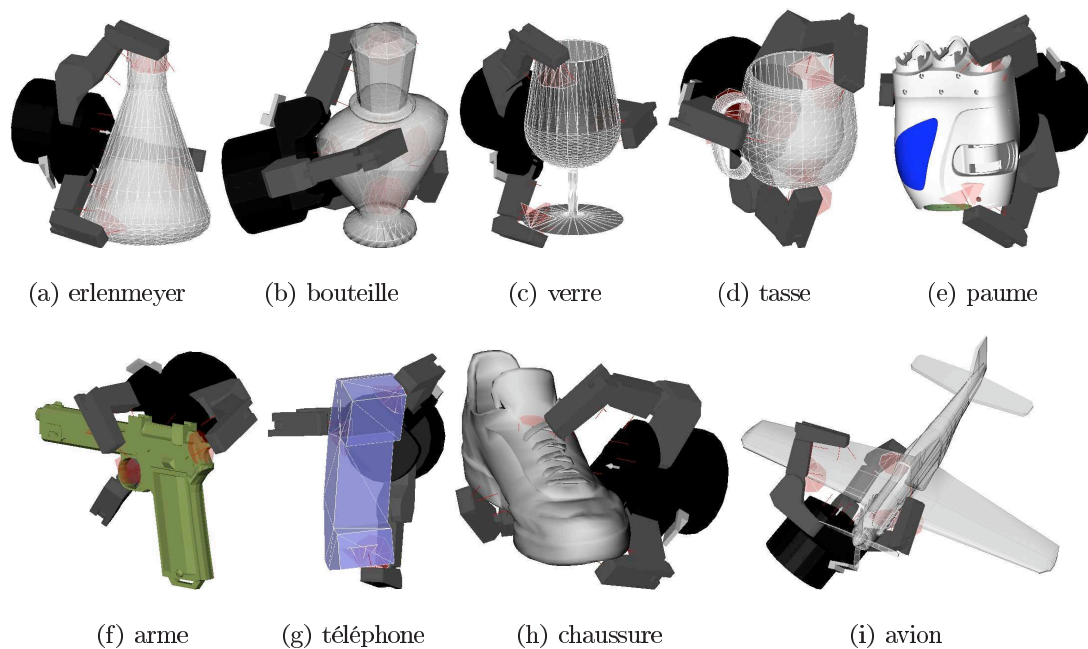 (a) erlenmeyer
(b) bouteille
(c) verre
(d) tasse
(e) paume
(f) arme
(g) téléphone
(h) chaussure
(i) avion